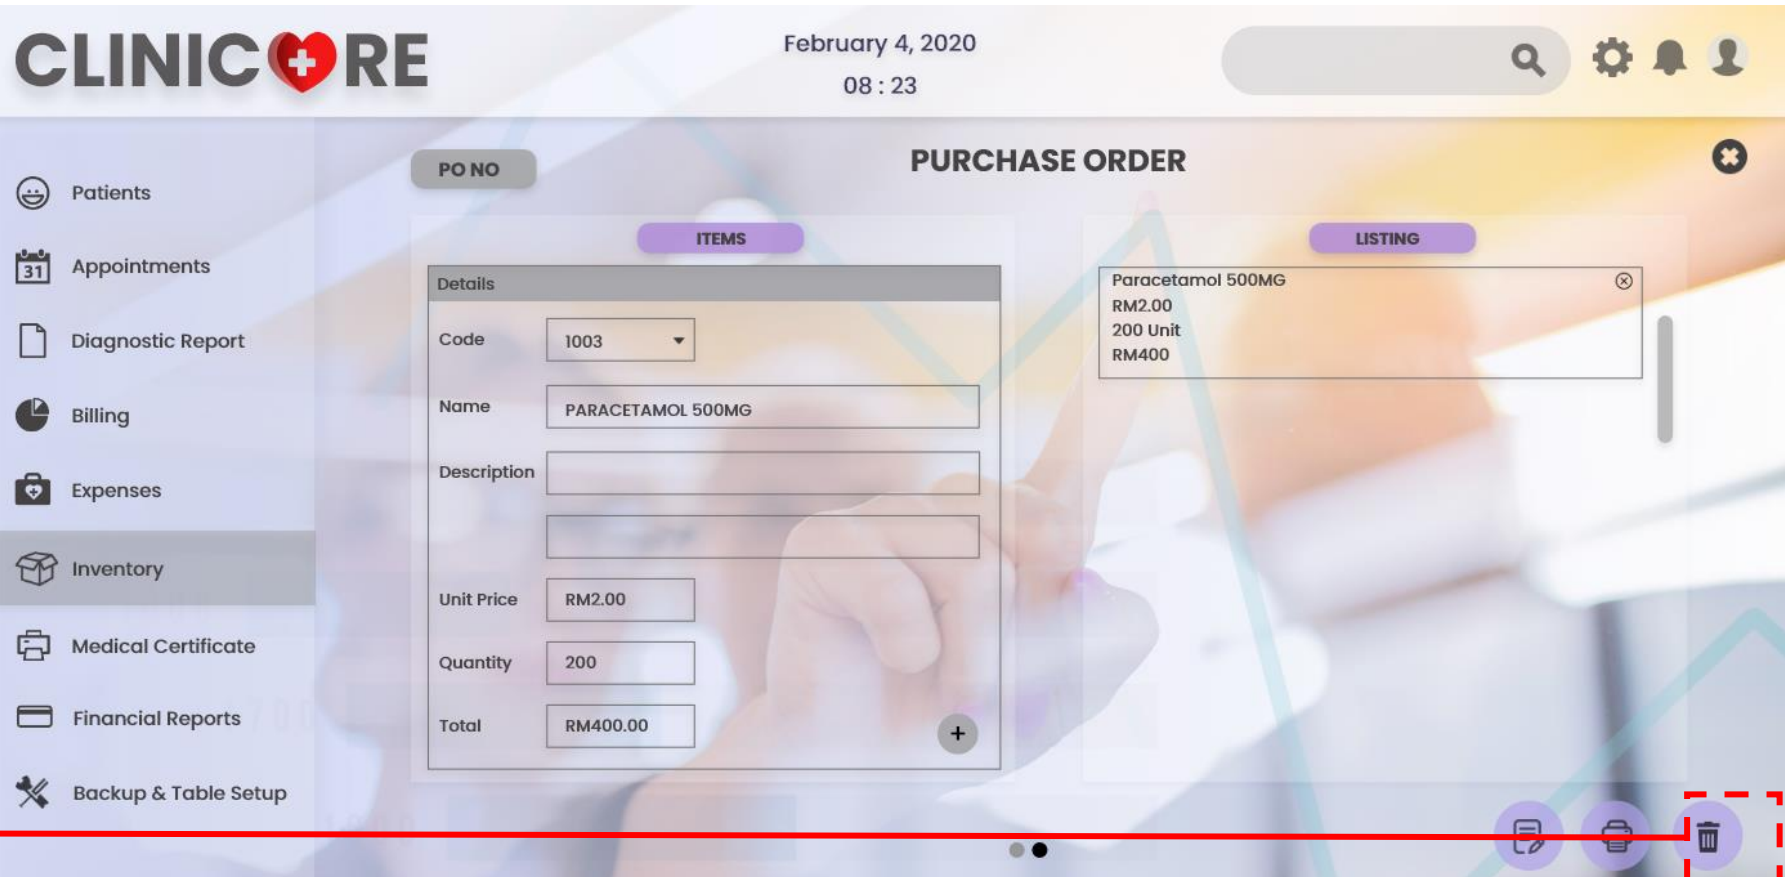 CLINICORE
February 4, 2020
08 : 23
Patients
31
Appointments
Diagnostic Report
Billing
Expenses
Inventory
Medical Certificate
Financial Reports
Backup & Table Setup
PO NO
PURCHASE ORDER
ITEMS
Details
Code
1003
Name
PARACETAMOL 500MG
Description
Unit Price
RM2.00
Quantity
200
Total
RM400.00
+
LISTING
Paracetamol 500MG
RM2.00
200 Unit
RM400